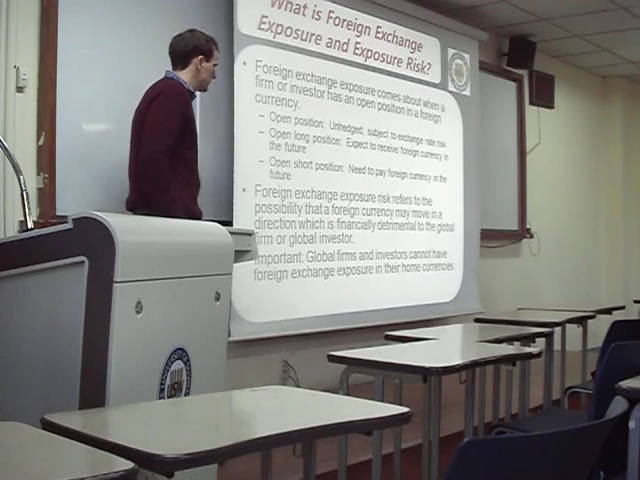 What is Foreign Exchange
Exposure and Exposure Risk?
• Foreign exchange exposure comes about when a
firm or investor has an open position in a foreign
currency.
– Open position: Unhedged; subject to exchange rate risk
– Open long position: Expect to receive foreign currency in
the future
– Open short position: Need to pay foreign currency in the
future
• Foreign exchange exposure risk refers to the
possibility that a foreign currency may move in a
direction which is financially detrimental to the global
firm or global investor.
Important: Global firms and investors cannot have
foreign exchange exposure in their home currencies